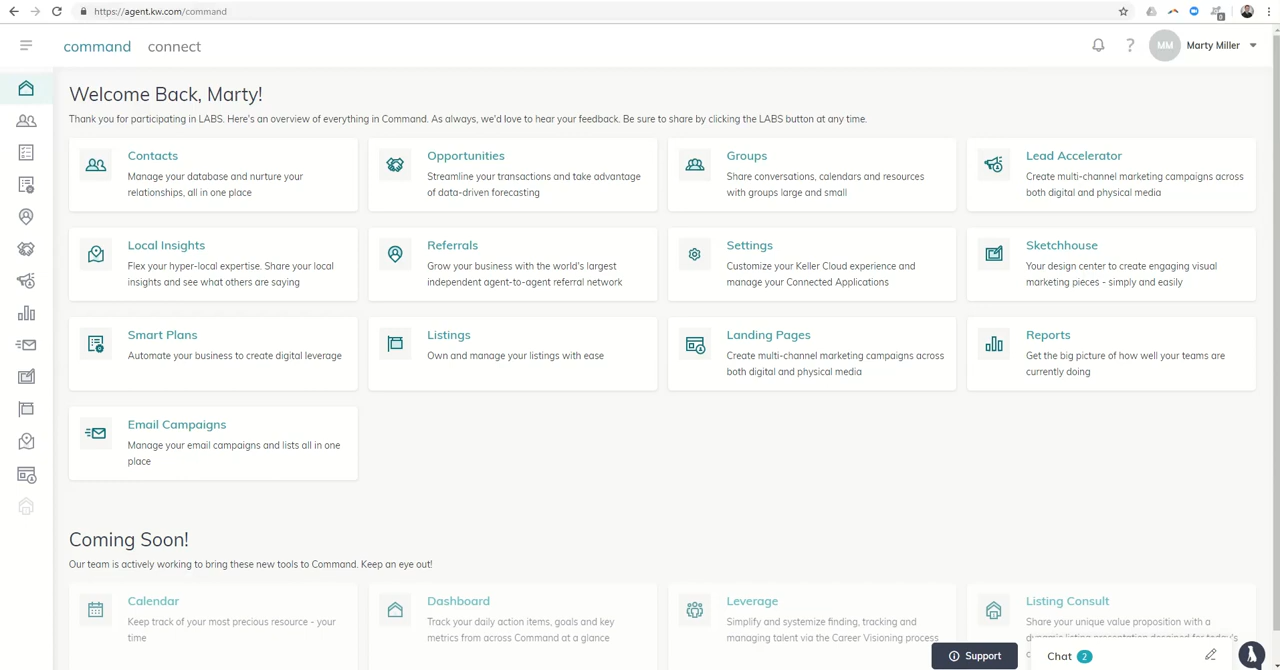 https://agent.kw.com/command
command connect
MM Marty Miller
Welcome Back, Marty!
Thank you for participating in LABS. Here's an overview of everything in Command. As always, we'd love to hear your feedback. Be sure to share by clicking the LABS button at any time.
Contacts
Manage your database and nurture your
relationships, all in one place
Opportunities
Streamline your transactions and take advantage
of data-driven forecasting
Groups
Share conversations, calendars and resources
with groups large and small
Lead Accelerator
Create multi-channel marketing campaigns across
both digital and physical media
Local Insights
Flex your hyper-local expertise. Share your local
insights and see what others are saying
Referrals
Grow your business with the world's largest
independent agent-to-agent referral network
Settings
Customize your Keller Cloud experience and
manage your Connected Applications
Sketchhouse
Your design center to create engaging visual
marketing pieces - simply and easily
Smart Plans
Automate your business to create digital leverage
Listings
Own and manage your listings with ease
Landing Pages
Create multi-channel marketing campaigns across
both digital and physical media
Reports
Get the big picture of how well your teams are
currently doing
Email Campaigns
Manage your email campaigns and lists all in one
place
Coming Soon!
Our team is actively working to bring these new tools to Command. Keep an eye out!
Calendar
Keep track of your most precious resource - your
time
Dashboard
Track your daily action items, goals and key
metrics from across Command at a glance
Leverage
Simplify and systemize finding, tracking and
managing talent via the Career Visioning process
Listing Consult
Share your unique value proposition with a
Support
Chat 2